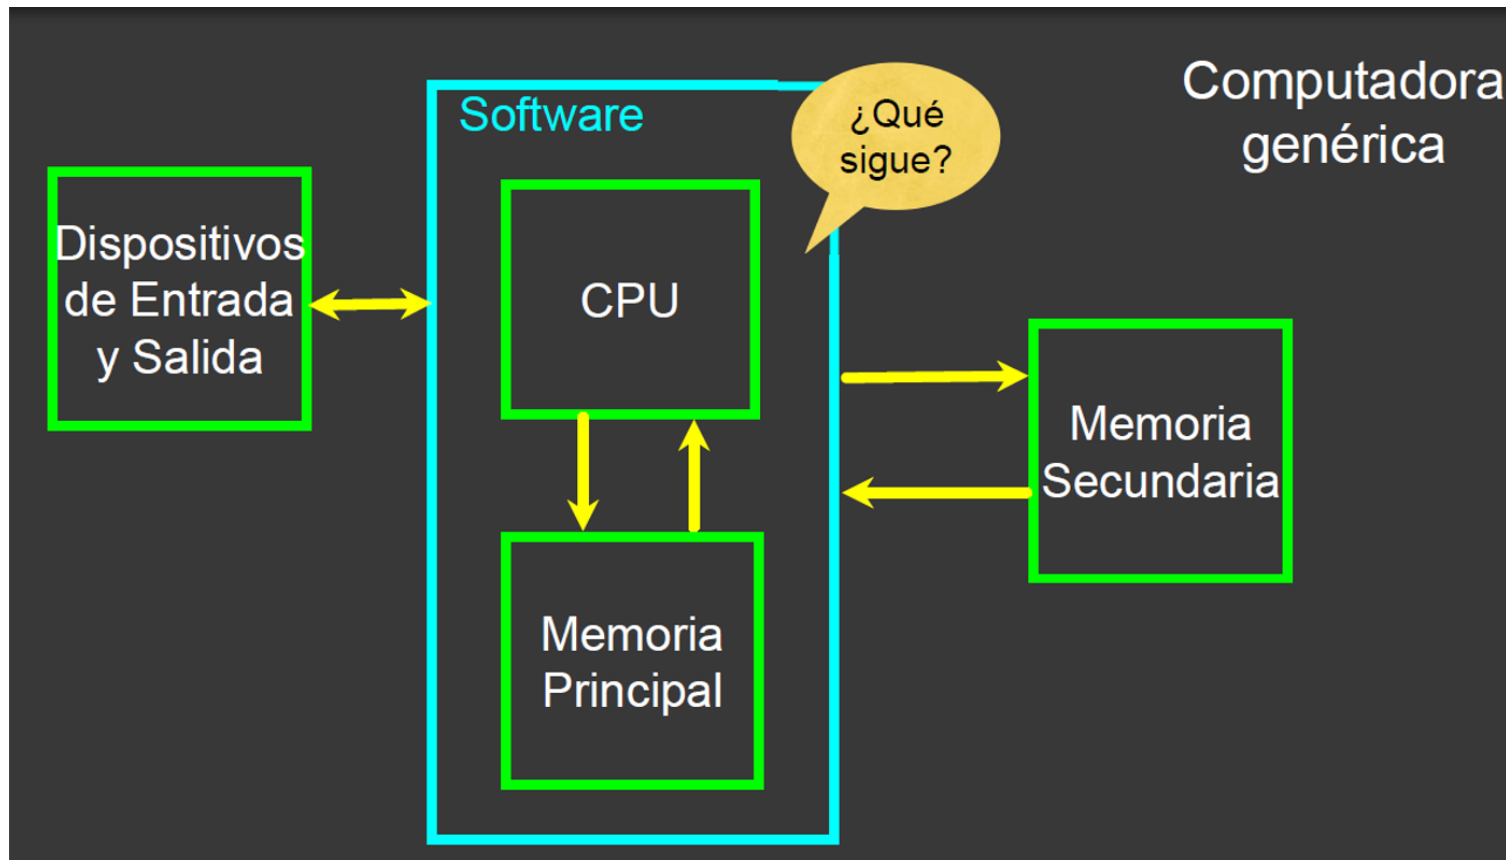 Computadora
genérica
Software
¿Qué
sigue?
Dispositivos
de Entrada
y Salida
CPU
Memoria
Secundaria
Memoria
Principal